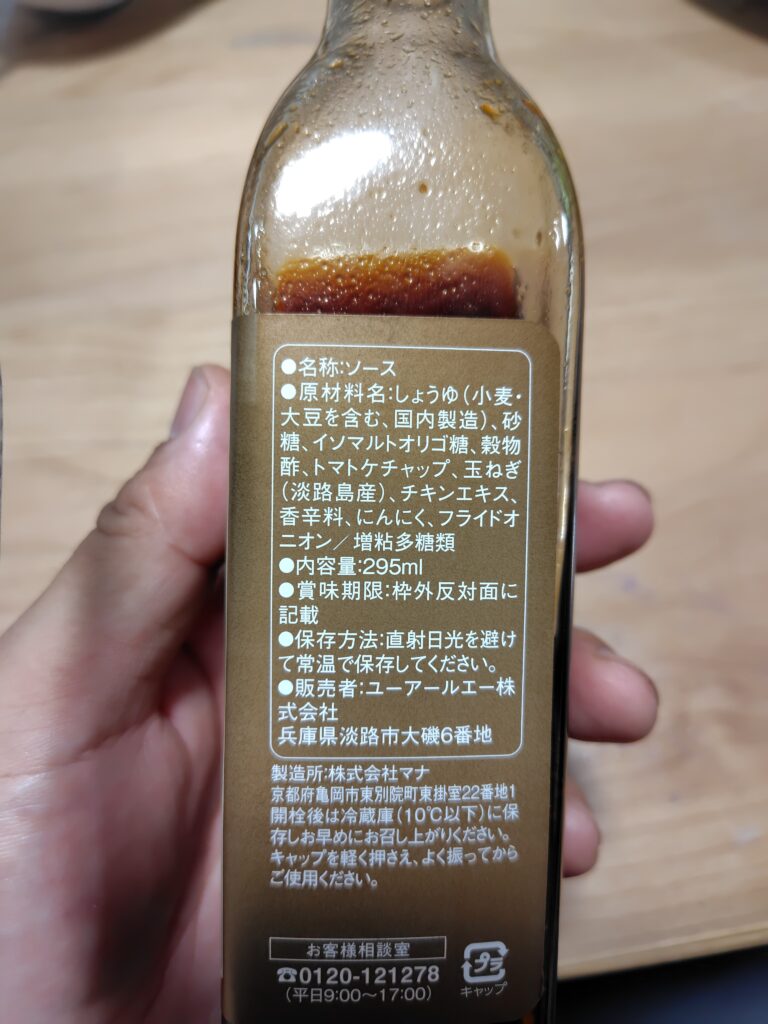 ●名称:ソース
●原材料名:しょうゆ(小麦・
大豆を含む、国内製造)、砂
糖、イソマルトオリゴ糖、穀物
酢、トマトケチャップ、玉ねぎ
(淡路島産)、チキンエキス、
香辛料、にんにく、フライドオ
ニオン/増粘多糖類
●内容量:295ml
●賞味期限:枠外反対面に
記載
●保存方法:直射日光を避け
て常温で保存してください。
●販売者:ユーアールエー株
式会社
兵庫県淡路市大磯6番地
製造所:株式会社マナ
京都府亀岡市東別院町東掛室22番地1
開栓後は冷蔵庫(10℃以下)に保
存しお早めにお召し上がりください。
キャップを軽く押さえ、よく振ってから
ご使用ください。
お客様相談室
☎0120-121278
(平日9:00～17:00)
プラ
キャップ